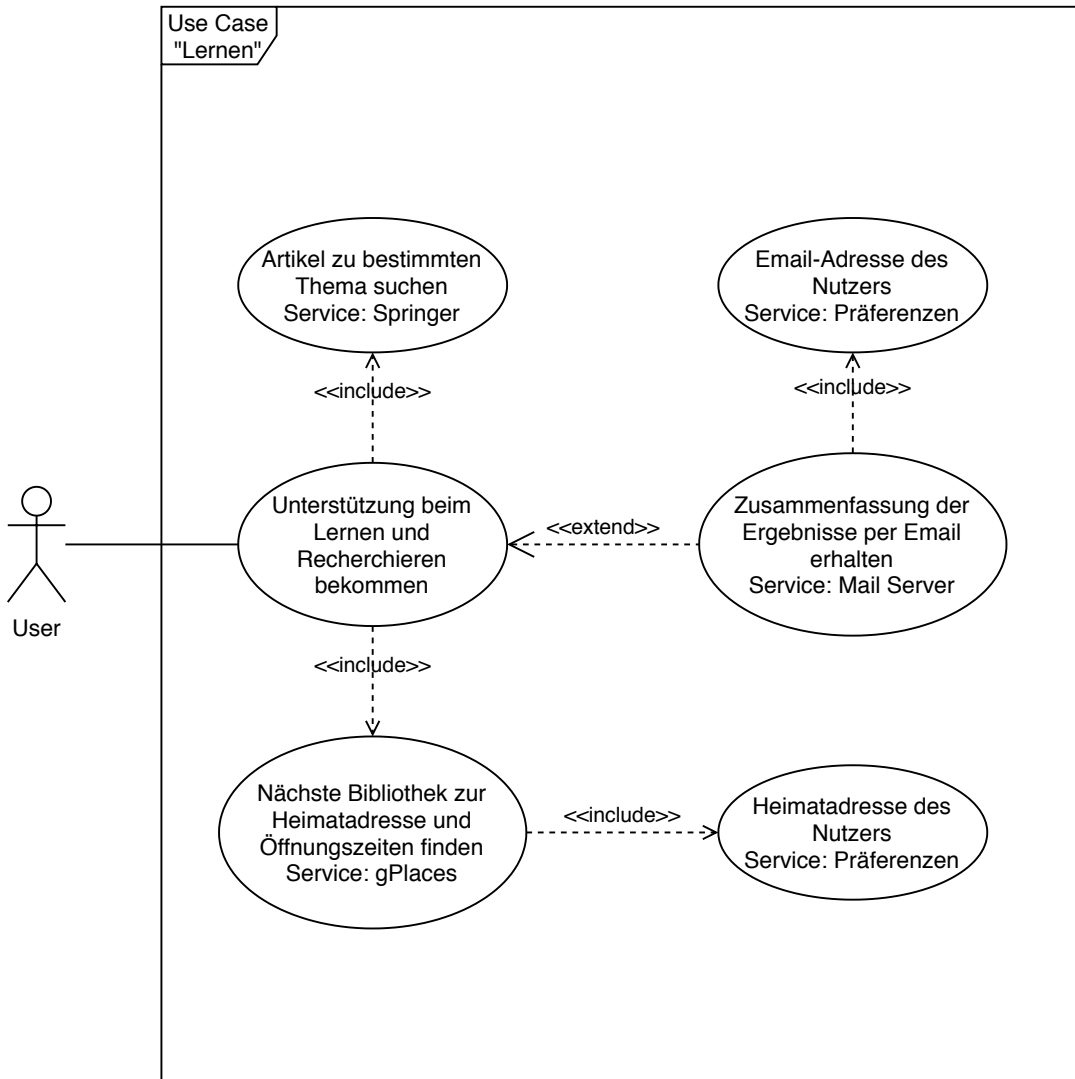 Use Case
"Lernen"
Artikel zu bestimmten
Thema suchen
Service: Springer
Email-Adresse des
Nutzers
Service: Präferenzen
<<include>>
<<include>>
Unterstützung beim
Lernen und
Recherchieren
bekommen
<<extend>>
Zusammenfassung der
Ergebnisse per Email
erhalten
Service: Mail Server
User
<<include>>
Nächste Bibliothek zur
Heimatadresse und
Öffnungszeiten finden
Service: gPlaces
<<include>>
Heimatadresse des
Nutzers
Service: Präferenzen